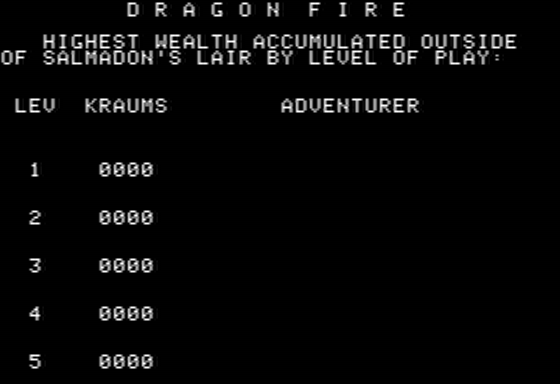 D R A G O N   F I R E
HIGHEST WEALTH ACCUMULATED OUTSIDE
OF SALMADON'S LAIR BY LEVEL OF PLAY:
LEV KRAUMS ADVENTURER
1 0000
2 0000
3 0000
4 0000
5 0000